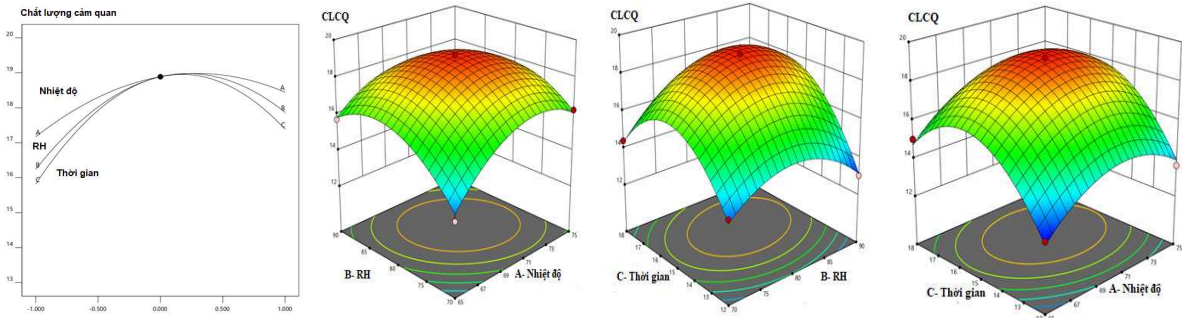 Chất lượng cảm quan
20
19
18
17
16
15
14
13
Nhiệt độ
RH
Thời gian
A
B
C
A
B
C
-1.000 -0.500 0.000 0.500 1.000
CLCQ
20
18
16
14
12
90 85 80 75 70
65 67 69 71 73 75
B- RH
A- Nhiệt độ
CLCQ
20
18
16
14
12
18 17 16 15 14 13 12
70 75 80 85 90
C- Thời gian
B- RH
CLCQ
20
18
16
14
12
18 17 16 15 14 13
67 69 71 73 75
C- Thời gian
A- Nhiệt độ